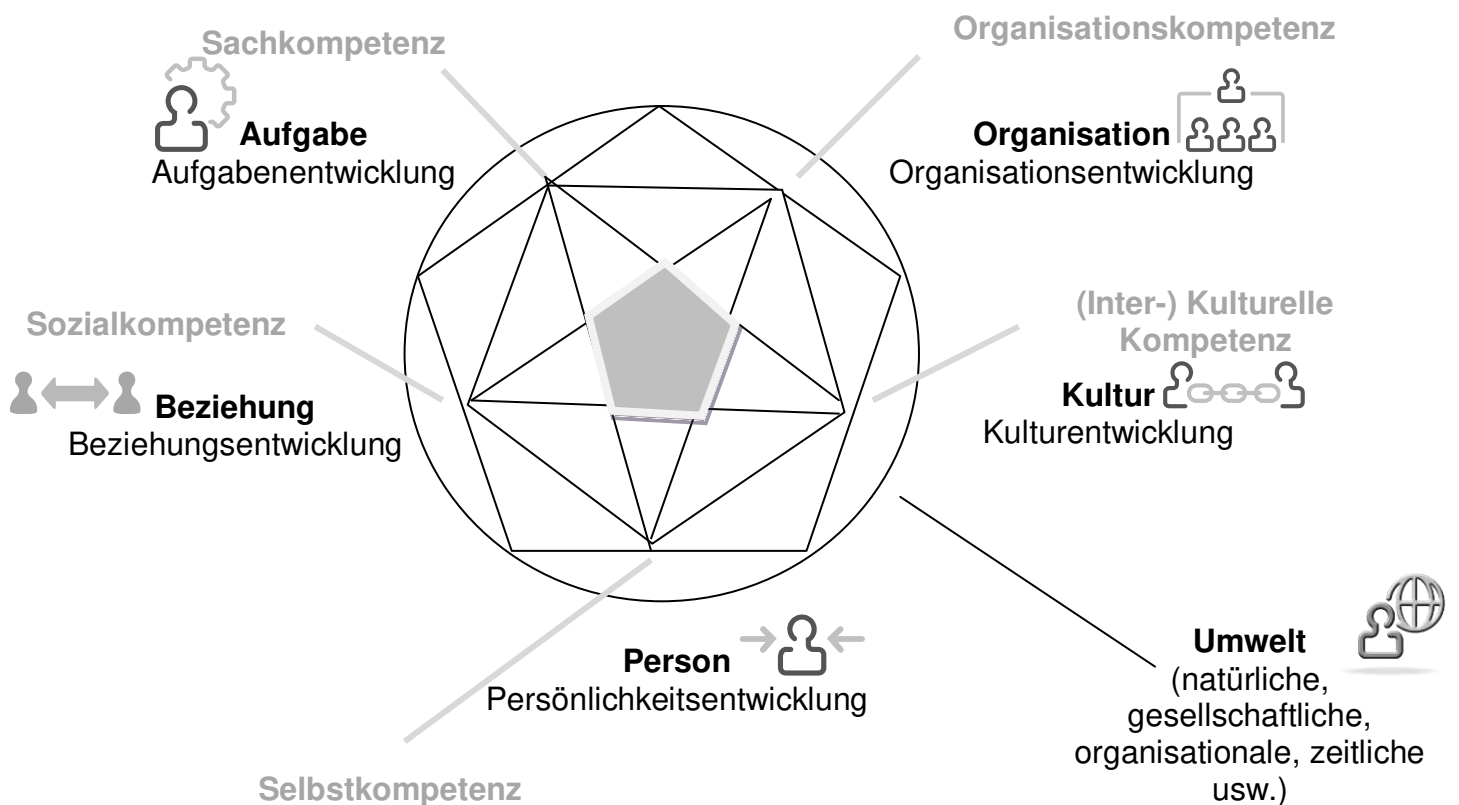 Sachkompetenz
Aufgabe
Aufgabenentwicklung
Organisationskompetenz
Organisation
Organisationsentwicklung
Sozialkompetenz
Beziehung
Beziehungsentwicklung
(Inter-) Kulturelle
Kompetenz
Kultur
Kulturentwicklung
Person
Persönlichkeitsentwicklung
Selbstkompetenz
Umwelt
(natürliche,
gesellschaftliche,
organisationale, zeitliche
usw.)